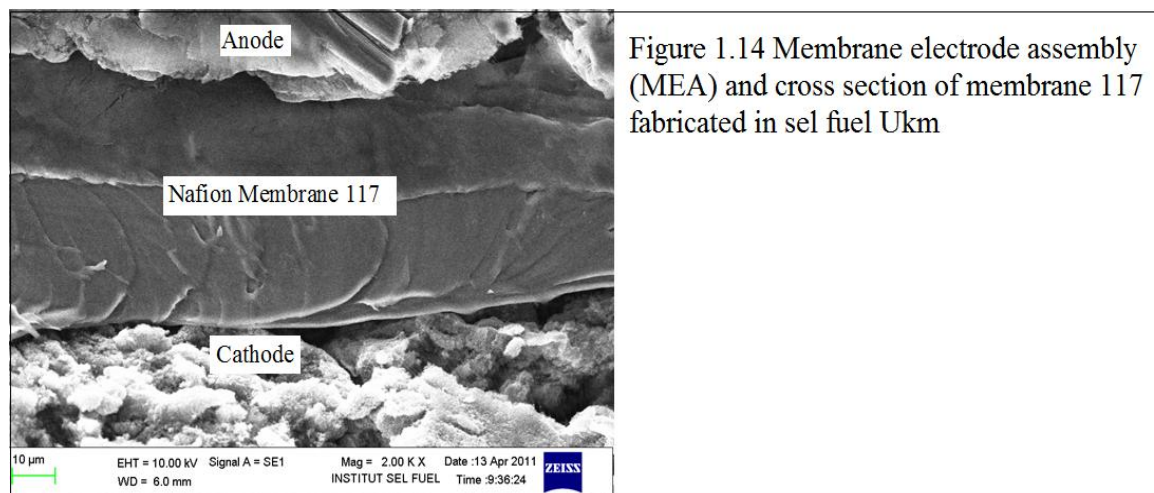 Anode
Nafion Membrane 117
Cathode
10 µm
EHT = 10.00 kV Signal A = SE1 Mag = 2.00 K X Date :13 Apr 2011
WD = 6.0 mm INSTITUT SEL FUEL Time :9:36:24
ZEISS
Figure 1.14 Membrane electrode assembly
(MEA) and cross section of membrane 117
fabricated in sel fuel Ukm